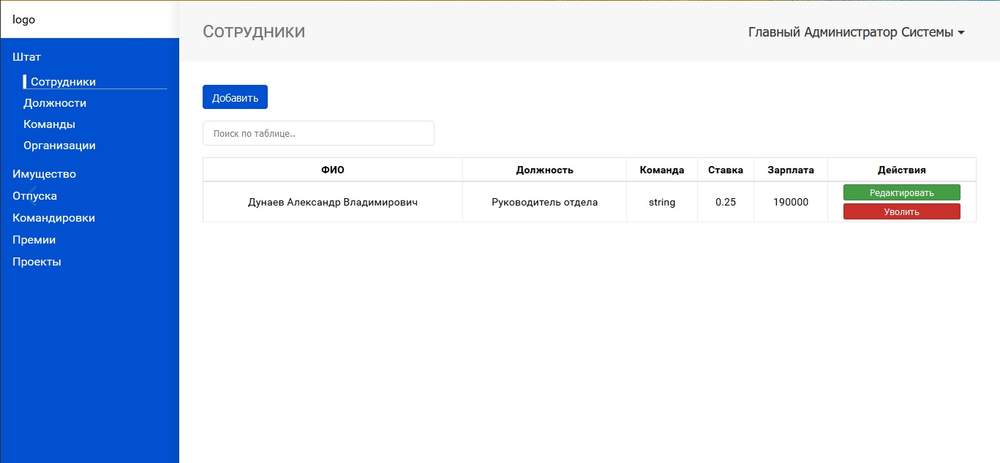 logo
Штат
Сотрудники
Должности
Команды
Организации
Имущество
Отпуска
Командировки
Премии
Проекты
Сотрудники
Главный Администратор Системы
Добавить
Поиск по таблице..
ФИО Должность Команда Ставка Зарплата Действия
Дунаев Александр Владимирович Руководитель отдела string 0.25 190000 Редактировать
Уволить